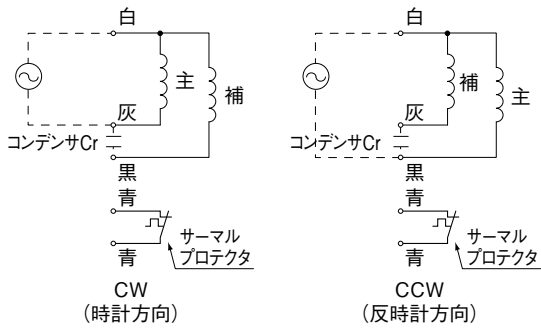 白
主
補
灰
コンデンサCr
黒
青
青
サーマル
プロテクタ
CW
(時計方向)
白
補
主
灰
コンデンサCr
黒
青
青
サーマル
プロテクタ
CCW
(反時計方向)